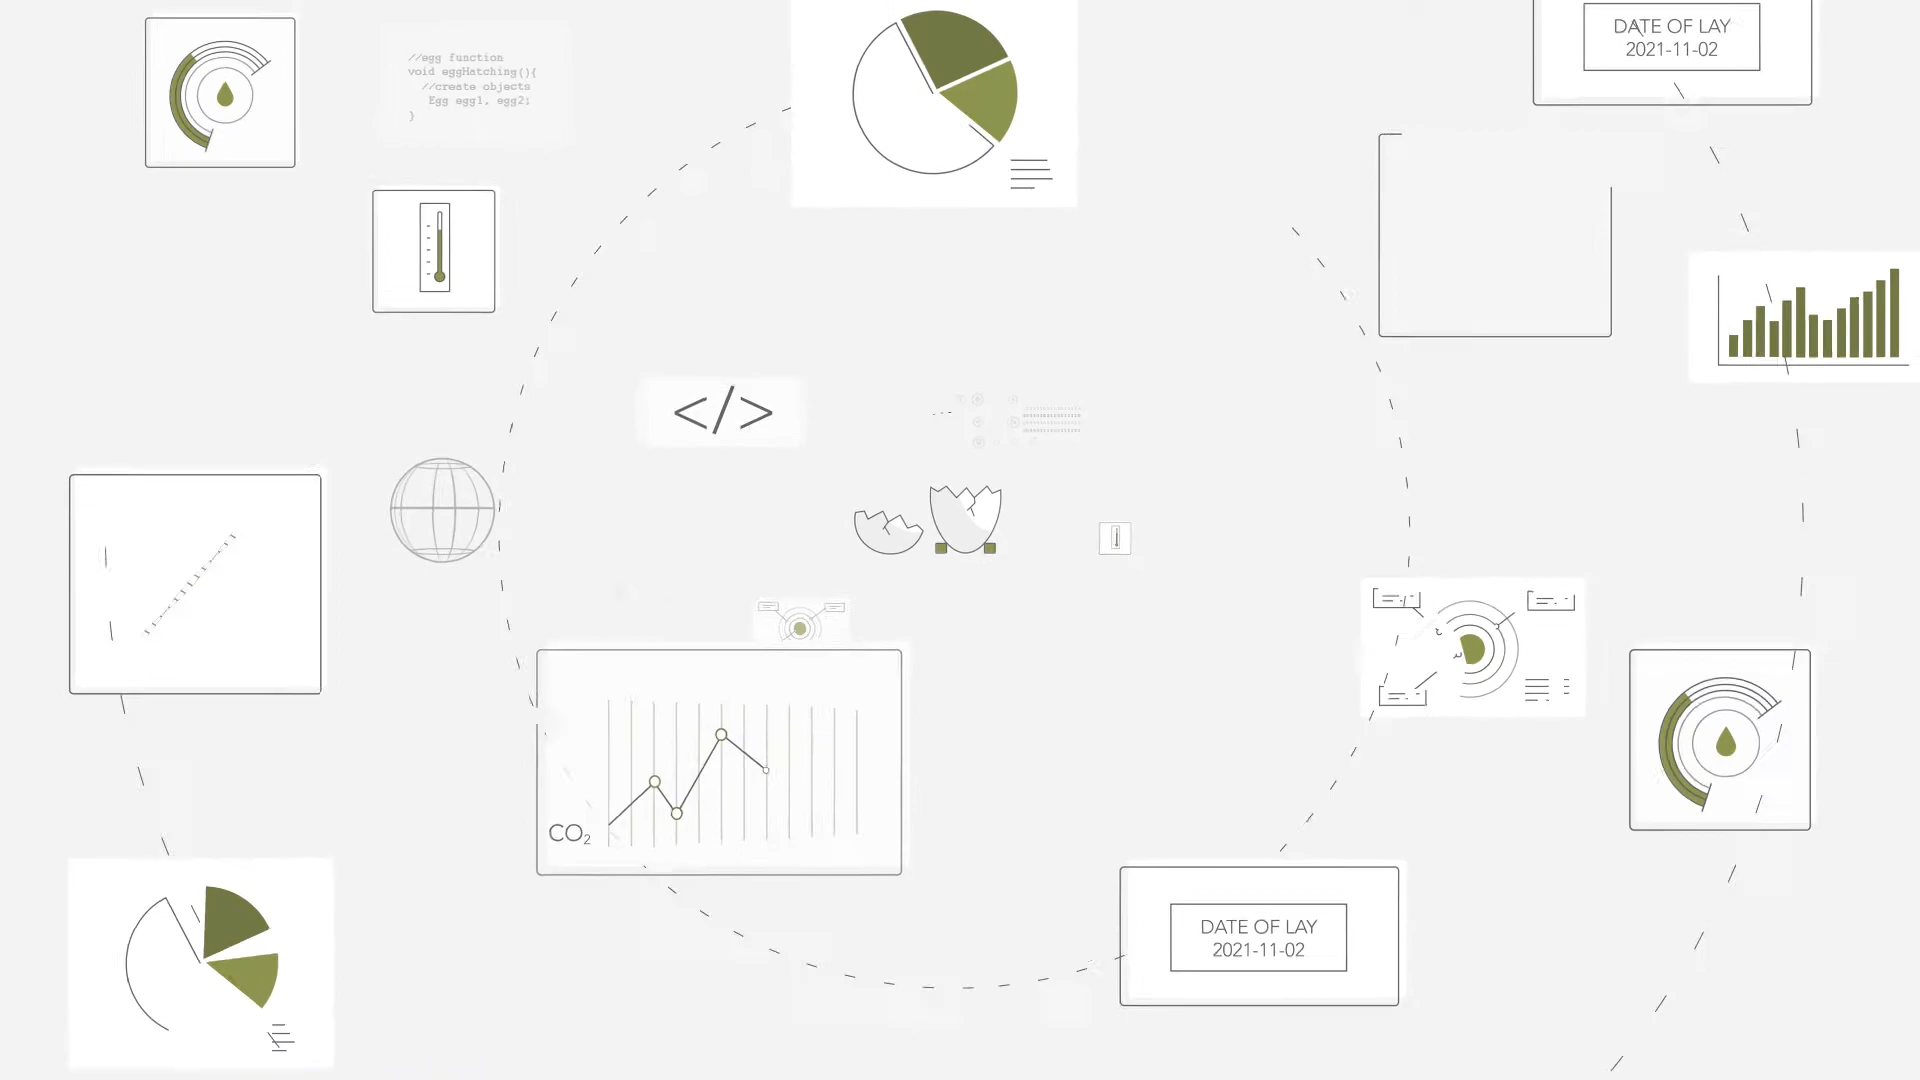 //egg function
void eggHatching(){
//create objects
Egg egg1, egg2;
}
DATE OF LAY
2021-11-02
</>
CO₂
DATE OF LAY
2021-11-02